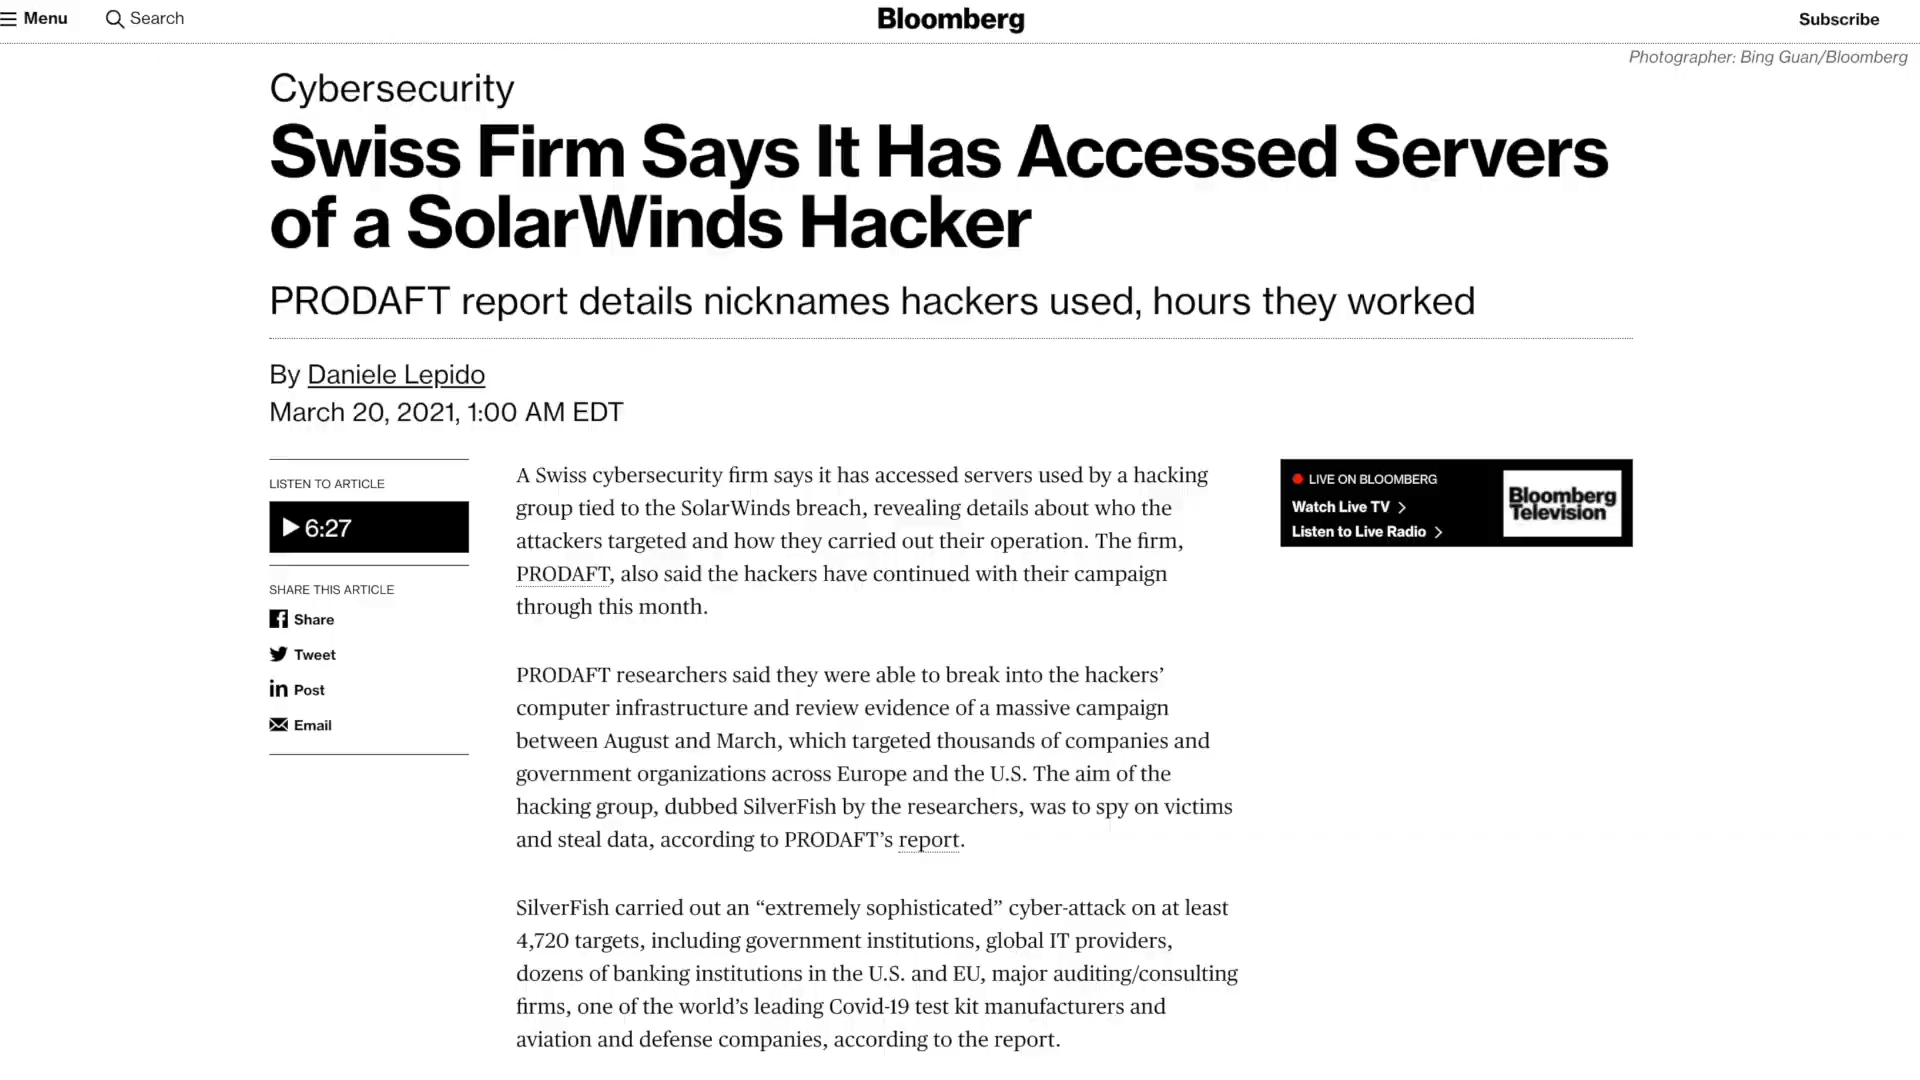 Menu
Search
Bloomberg
Subscribe
Photographer: Bing Guan/Bloomberg
Cybersecurity
Swiss Firm Says It Has Accessed Servers
of a SolarWinds Hacker
PRODAFT report details nicknames hackers used, hours they worked
By Daniele Lepido
March 20, 2021, 1:00 AM EDT
LISTEN TO ARTICLE
6:27
SHARE THIS ARTICLE
Share
Tweet
Post
Email
A Swiss cybersecurity firm says it has accessed servers used by a hacking
group tied to the SolarWinds breach, revealing details about who the
attackers targeted and how they carried out their operation. The firm,
PRODAFT, also said the hackers have continued with their campaign
through this month.
PRODAFT researchers said they were able to break into the hackers’
computer infrastructure and review evidence of a massive campaign
between August and March, which targeted thousands of companies and
government organizations across Europe and the U.S. The aim of the
hacking group, dubbed SilverFish by the researchers, was to spy on victims
and steal data, according to PRODAFT’s report.
SilverFish carried out an “extremely sophisticated” cyber-attack on at least
4,720 targets, including government institutions, global IT providers,
dozens of banking institutions in the U.S. and EU, major auditing/consulting
firms, one of the world’s leading Covid-19 test kit manufacturers and
aviation and defense companies, according to the report.
LIVE ON BLOOMBERG
Watch Live TV
Listen to Live Radio
Bloomberg
Television